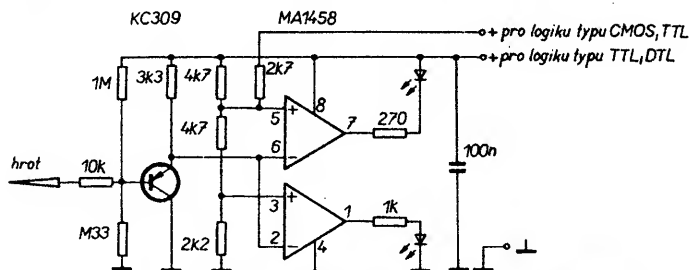 KC309
MA1458
+ pro logiku typu CMOS,TTL
+ pro logiku typu TTL,DTL
1M
3k3
4k7
2k7
8
5
+
7
270
4k7
6
-
100n
hrot
10k
3
+
1
1k
M33
2k2
2
-
4